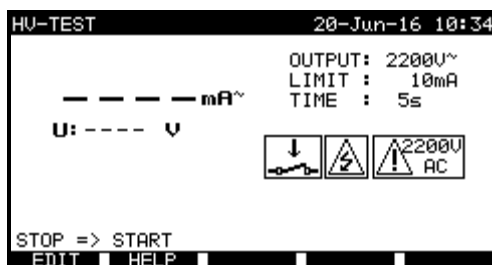 HV-TEST 20-Jun-16 10:34
OUTPUT: 2200V~
LIMIT : 10mA
TIME : 5s
– – – – mA~
U: - - - - V
2200V
AC
STOP => START
EDIT HELP